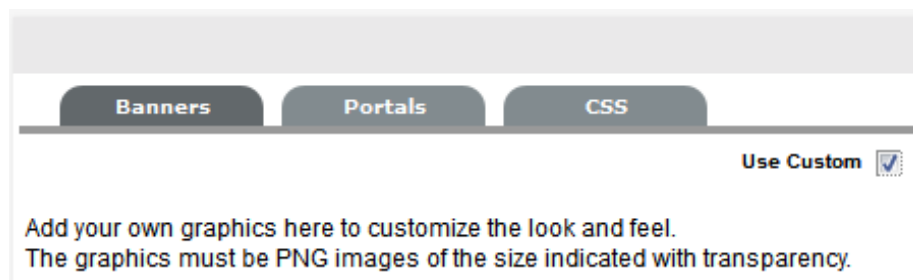 Banners Portals CSS
Use Custom
Add your own graphics here to customize the look and feel.
The graphics must be PNG images of the size indicated with transparency.